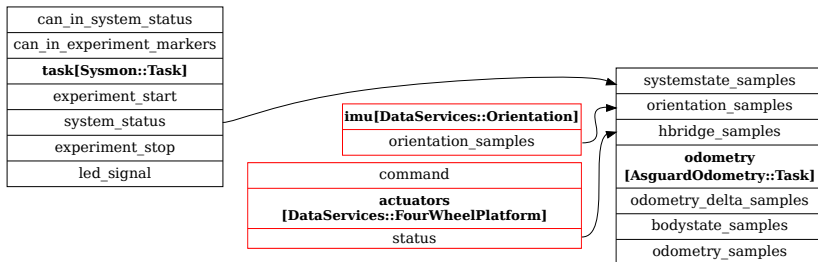 can_in_system_status
can_in_experiment_markers
task[Sysmon::Task]
experiment_start
system_status
experiment_stop
led_signal
imu[DataServices::Orientation]
orientation_samples
command
actuators
[DataServices::FourWheelPlatform]
status
systemstate_samples
orientation_samples
hbridge_samples
odometry
[AsguardOdometry::Task]
odometry_delta_samples
bodystate_samples
odometry_samples